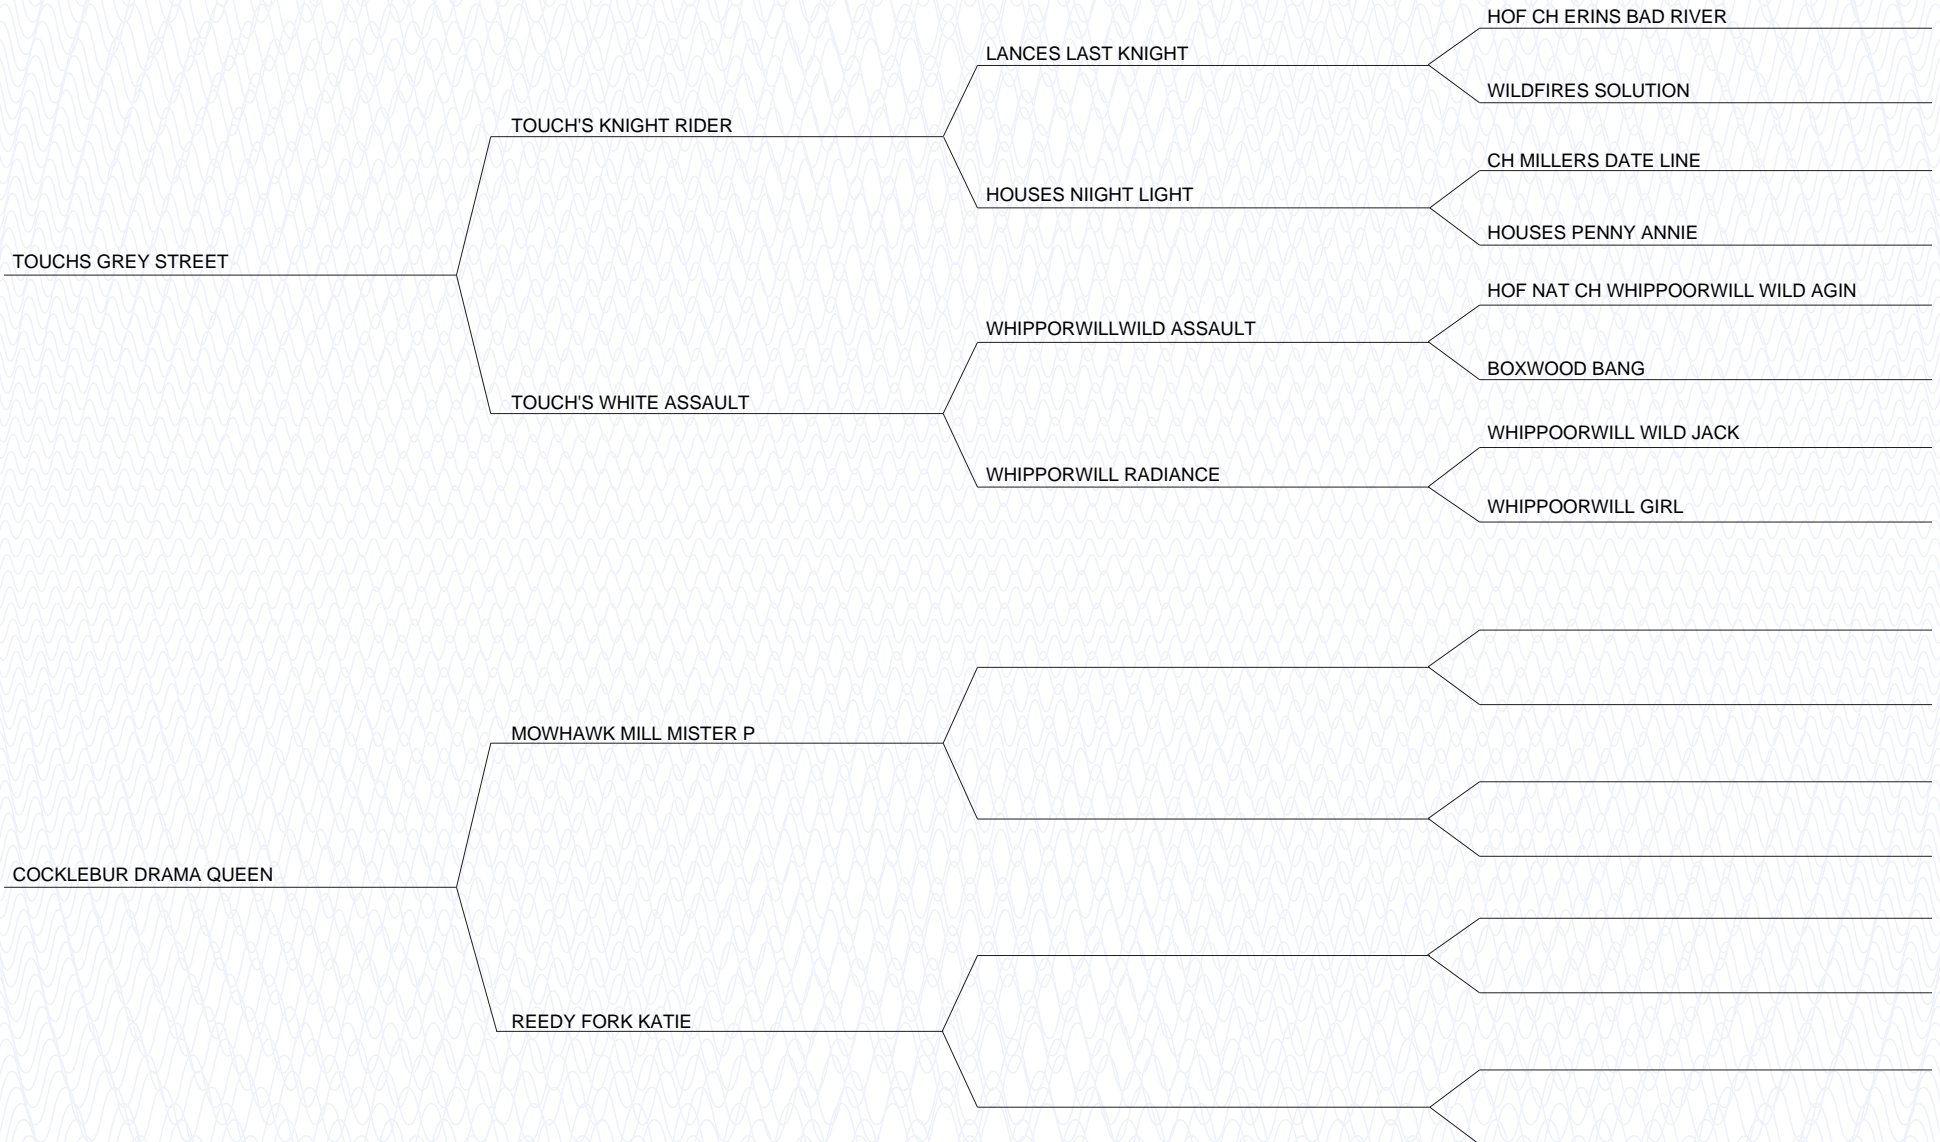 HOF CH ERINS BAD RIVER
LANCES LAST KNIGHT
WILDFIRES SOLUTION
TOUCH'S KNIGHT RIDER
CH MILLERS DATE LINE
HOUSES NIIGHT LIGHT
HOUSES PENNY ANNIE
TOUCHS GREY STREET
HOF NAT CH WHIPPOORWILL WILD AGIN
WHIPPORWILLWILD ASSAULT
BOXWOOD BANG
TOUCH'S WHITE ASSAULT
WHIPPOORWILL WILD JACK
WHIPPORWILL RADIANCE
WHIPPOORWILL GIRL
MOWHAWK MILL MISTER P
COCKLEBUR DRAMA QUEEN
REEDY FORK KATIE